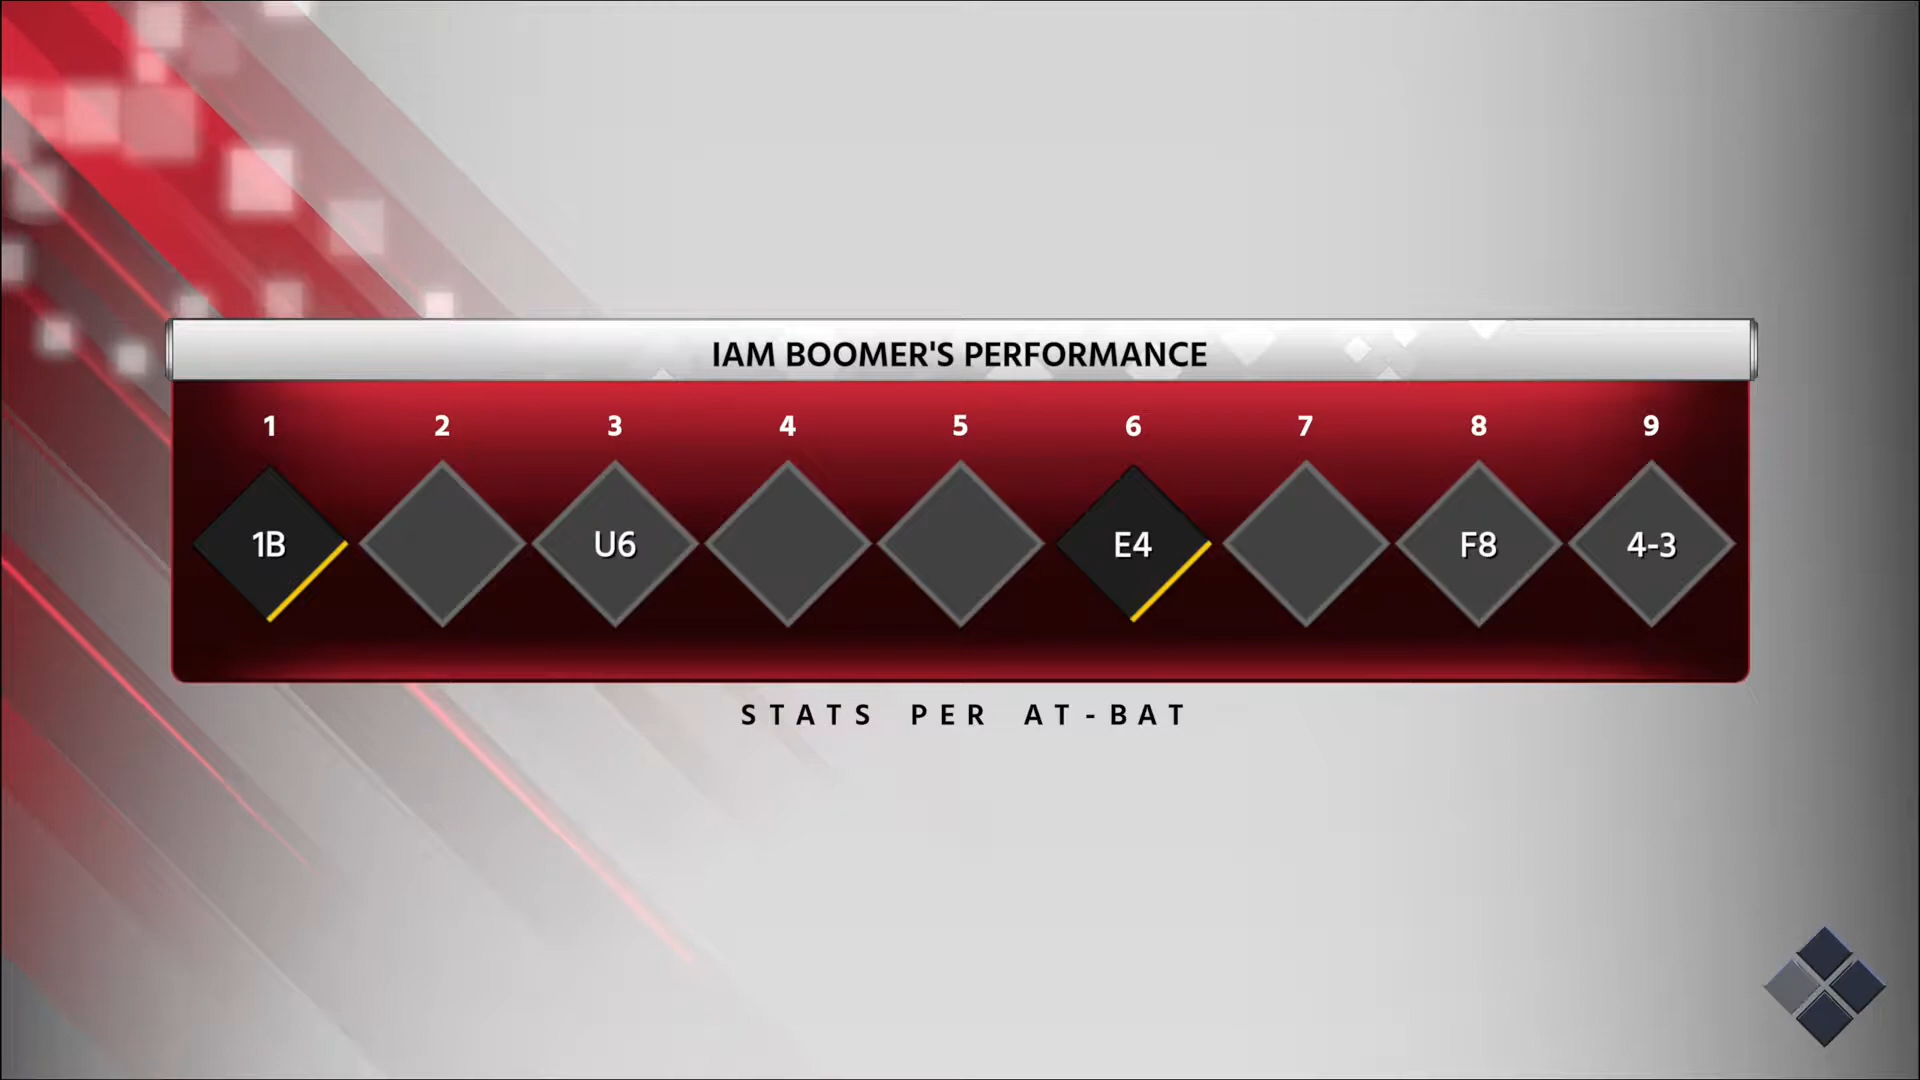 IAM BOOMER'S PERFORMANCE
1 2 3 4 5 6 7 8 9
1B U6 E4 F8 4-3
STATS PER AT-BAT